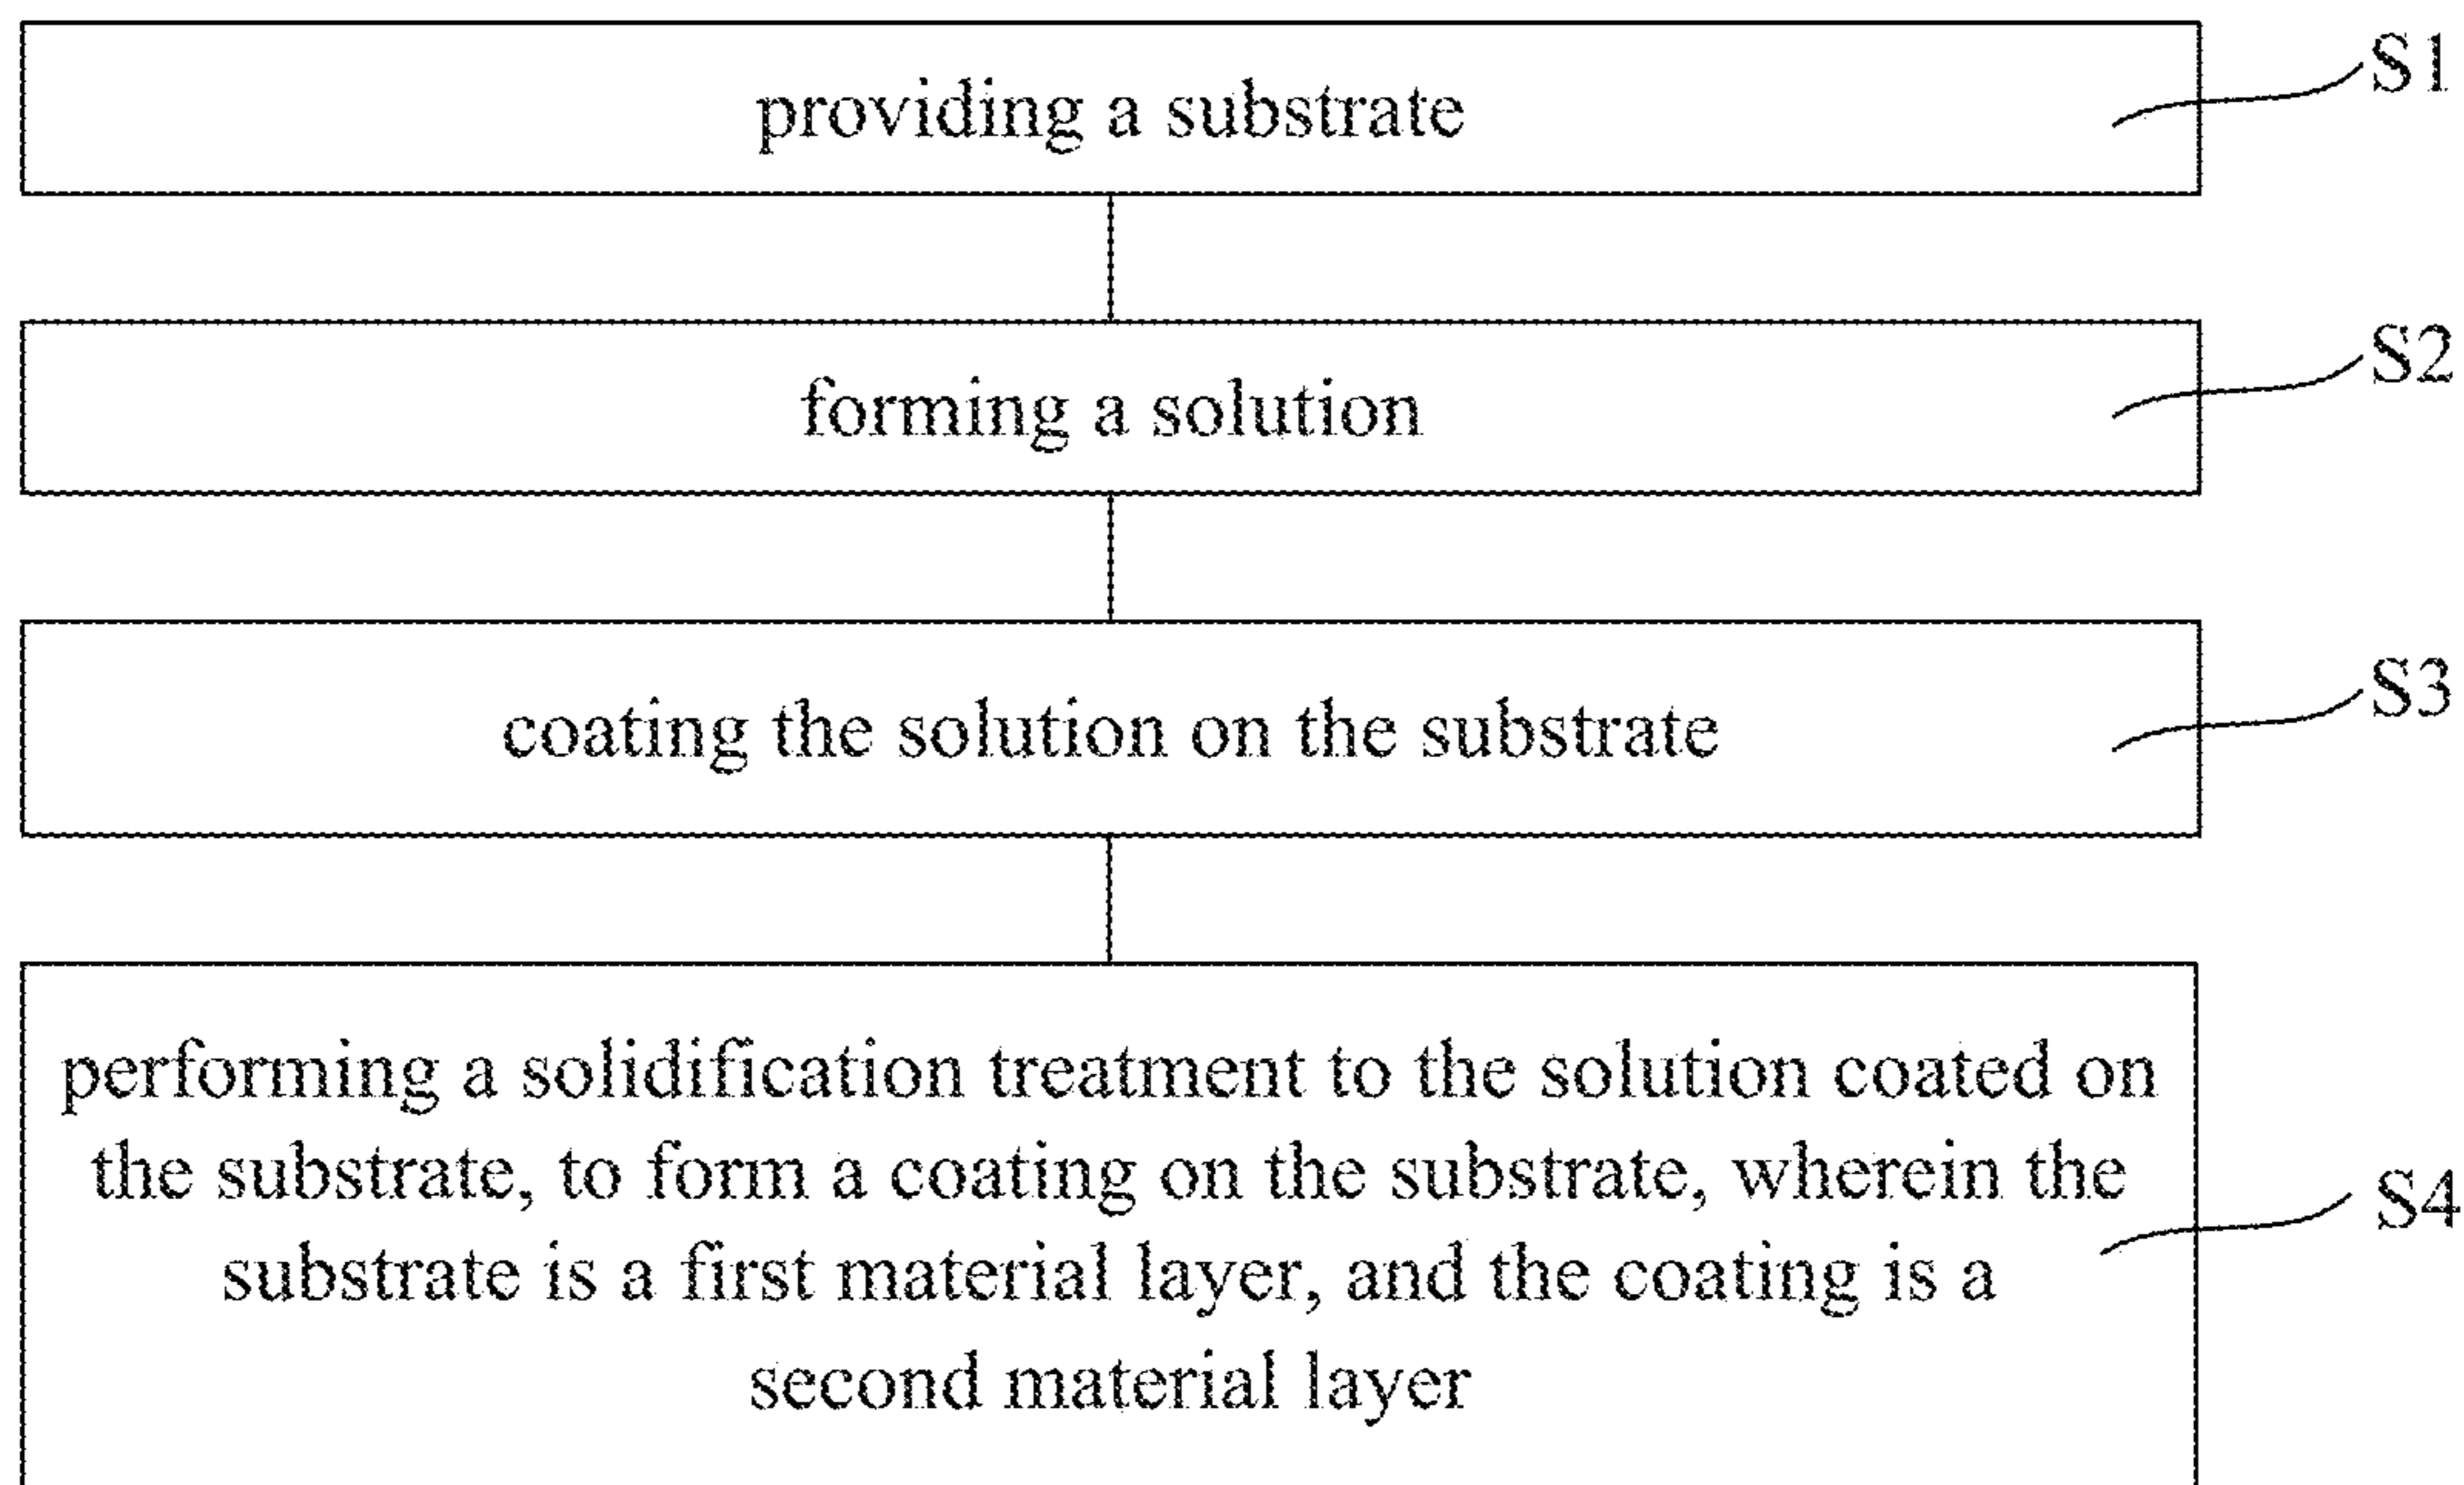 providing a substrate
S1
forming a solution
S2
coating the solution on the substrate
S3
performing a solidification treatment to the solution coated on
the substrate, to form a coating on the substrate, wherein the
substrate is a first material layer, and the coating is a
second material layer
S4